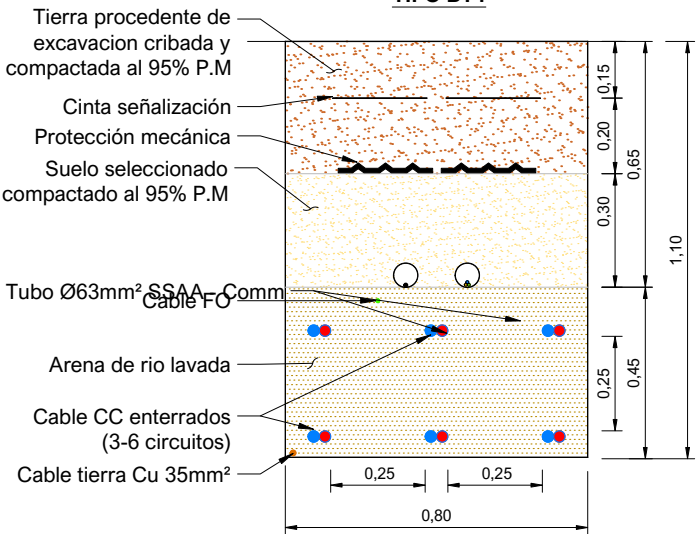 Tierra procedente de
excavacion cribada y
compactada al 95% P.M
Cinta señalización
Protección mecánica
Suelo seleccionado
compactado al 95% P.M
Tubo Ø63mm² SSAA - Comm
Cable FO
Arena de rio lavada
Cable CC enterrados
(3-6 circuitos)
Cable tierra Cu 35mm²
0,15
0,20
0,30
0,65
1,10
0,25
0,45
0,25
0,25
0,80